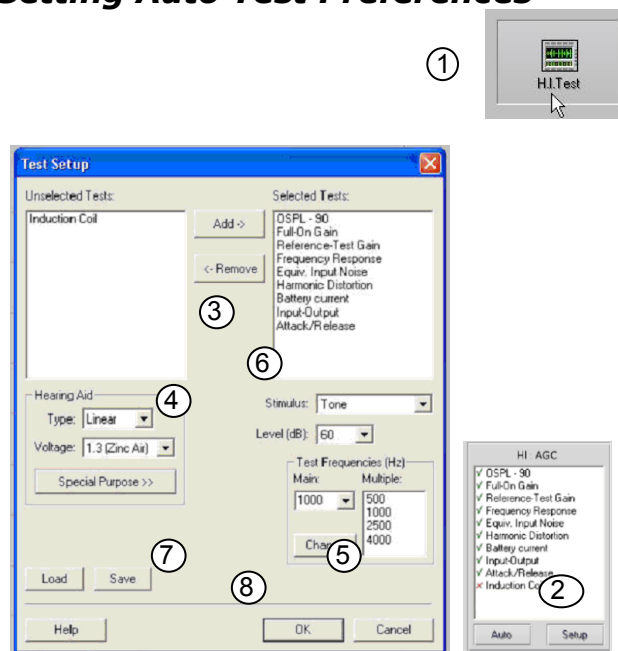 Setting Auto Test Preferences
1
H.I.Test
Test Setup
Unselected Tests:
Induction Coil
Add ->
<- Remove
3
Selected Tests:
OSPL - 90
Full-On Gain
Reference-Test Gain
Frequency Response
Equiv. Input Noise
Harmonic Distortion
Battery current
Input-Output
Attack/Release
6
Hearing Aid
4
Type: Linear
Voltage: 1.3 (Zinc Air)
Special Purpose >>
Stimulus: Tone
Level (dB): 60
Test Frequencies (Hz)
Main: Multiple:
1000
500
1000
2500
4000
5
7
Load Save
8
Help OK Cancel
HI AGC
√ OSPL - 90
√ Full-On Gain
√ Reference-Test Gain
√ Frequency Response
√ Equiv. Input Noise
√ Harmonic Distortion
√ Battery current
√ Input-Output
√ Attack/Release
× Induction
2
Auto Setup